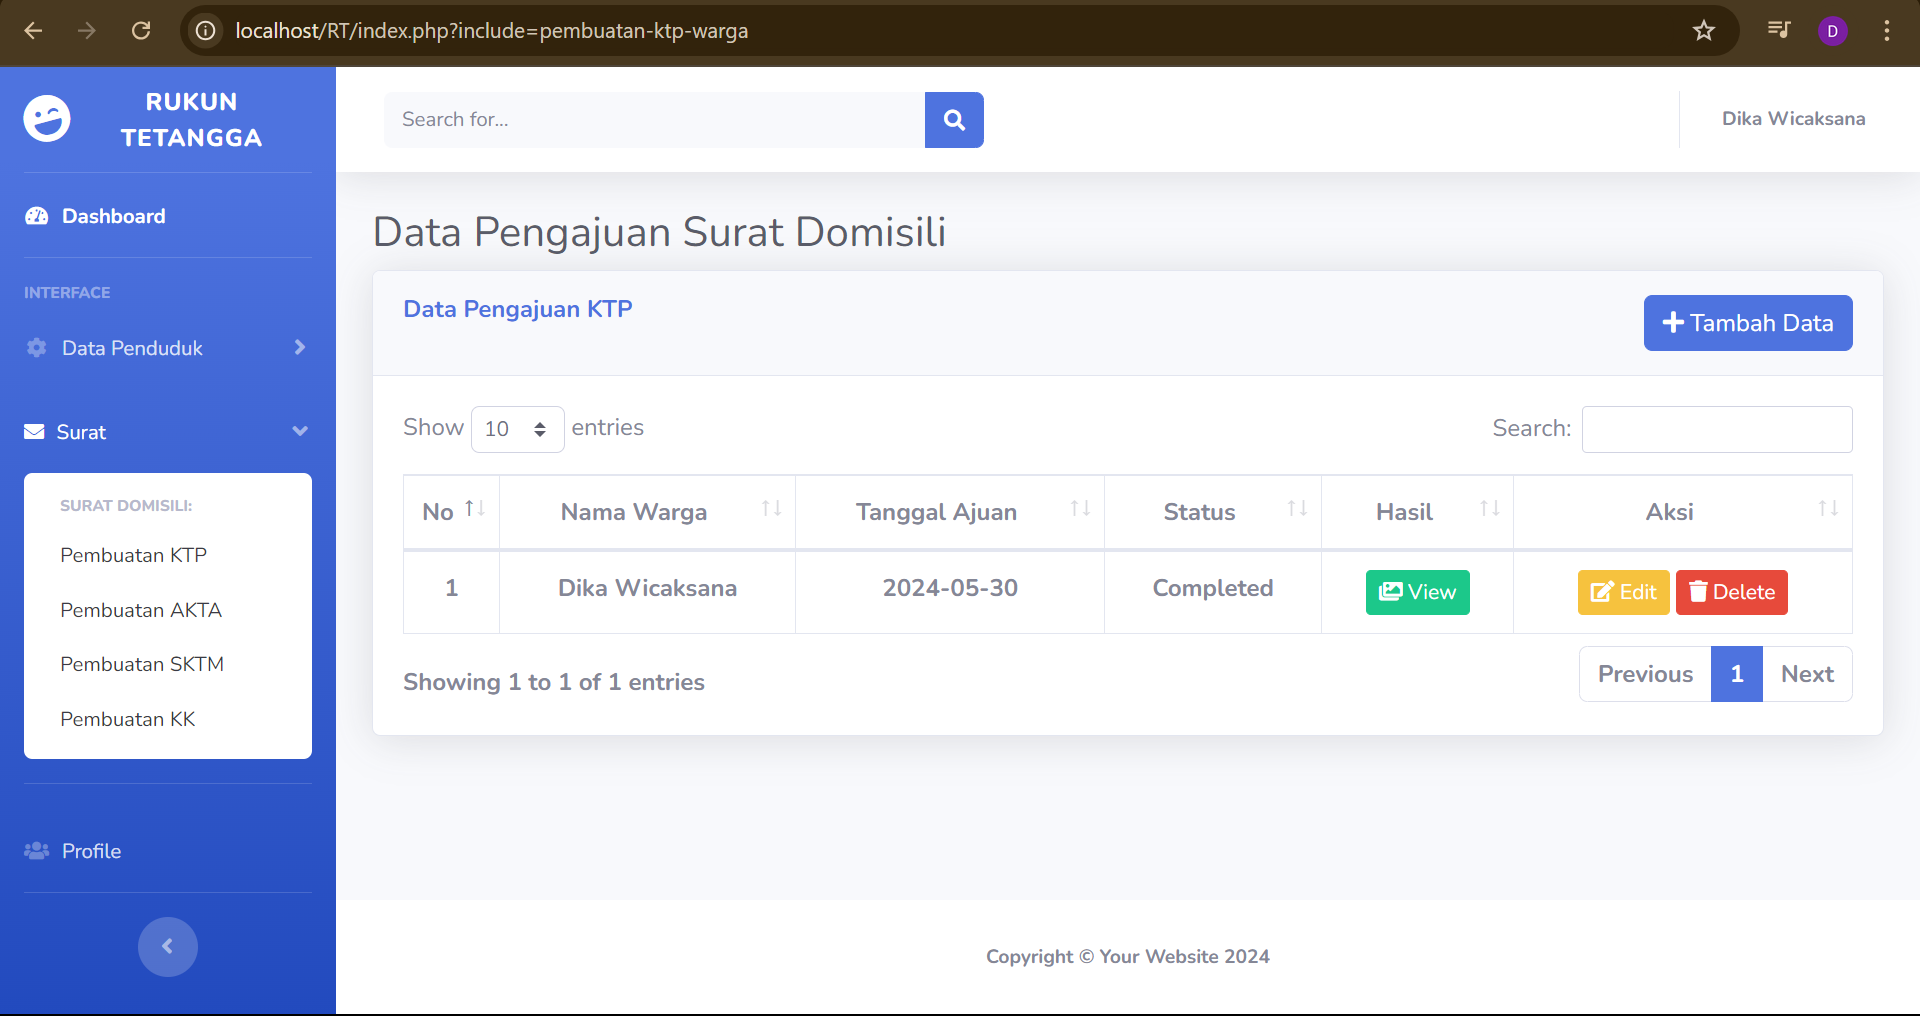 localhost/RT/index.php?include=pembuatan-ktp-warga
D
RUKUN
TETANGGA
Search for...
Dika Wicaksana
Dashboard
INTERFACE
Data Penduduk
Surat
SURAT DOMISILI:
Pembuatan KTP
Pembuatan AKTA
Pembuatan SKTM
Pembuatan KK
Profile
Data Pengajuan Surat Domisili
Data Pengajuan KTP
Tambah Data
Show 10 entries
Search:
No Nama Warga Tanggal Ajuan Status Hasil Aksi
1 Dika Wicaksana 2024-05-30 Completed View Edit Delete
Showing 1 to 1 of 1 entries
Previous 1 Next
Copyright © Your Website 2024